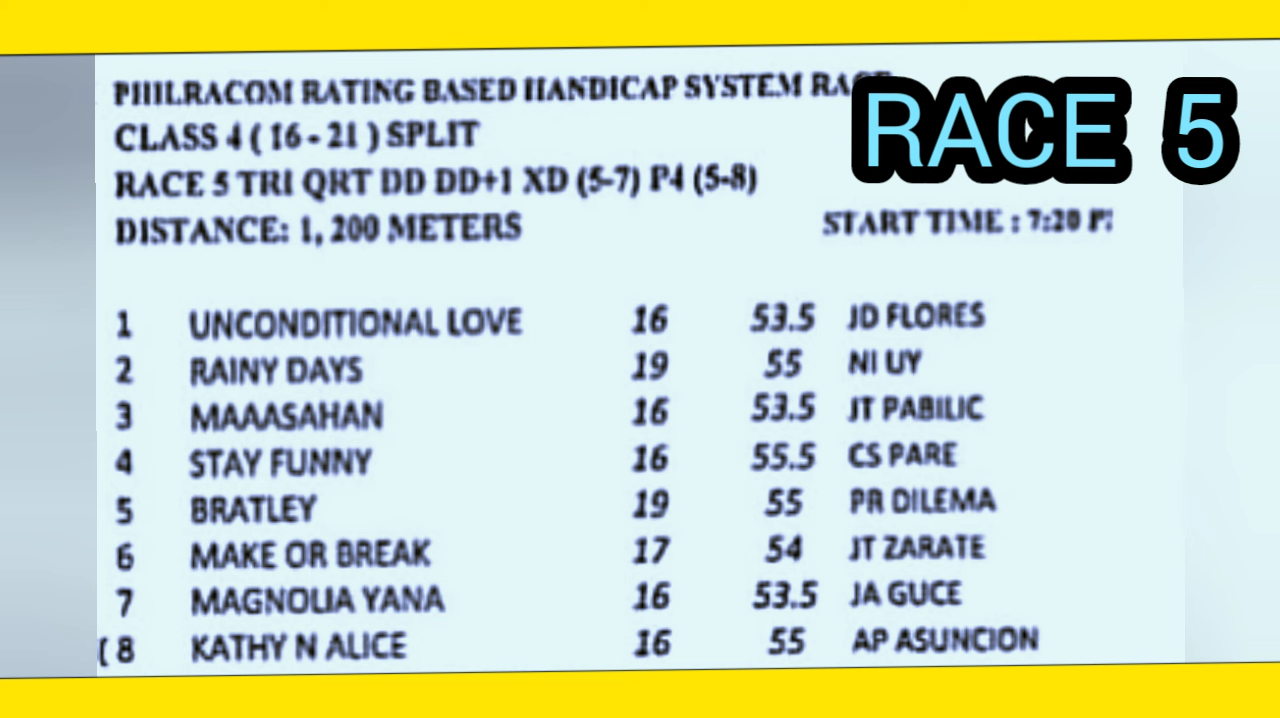 PHILRACOM RATING BASED HANDICAP SYSTEM RACE
RACE 5
CLASS 4 ( 16 - 21 ) SPLIT
RACE 5 TRI QRT DD DD+1 XD (5-7) P4 (5-8)
DISTANCE: 1, 200 METERS START TIME : 7:20
1 UNCONDITIONAL LOVE 16 53.5 JD FLORES
2 RAINY DAYS 19 55 NI UY
3 MAAASAHAN 16 53.5 JT PABILIC
4 STAY FUNNY 16 55.5 CS PARE
5 BRATLEY 19 55 PR DILEMA
6 MAKE OR BREAK 17 54 JT ZARATE
7 MAGNOLIA YANA 16 53.5 JA GUCE
( 8 KATHY N ALICE 16 55 AP ASUNCION